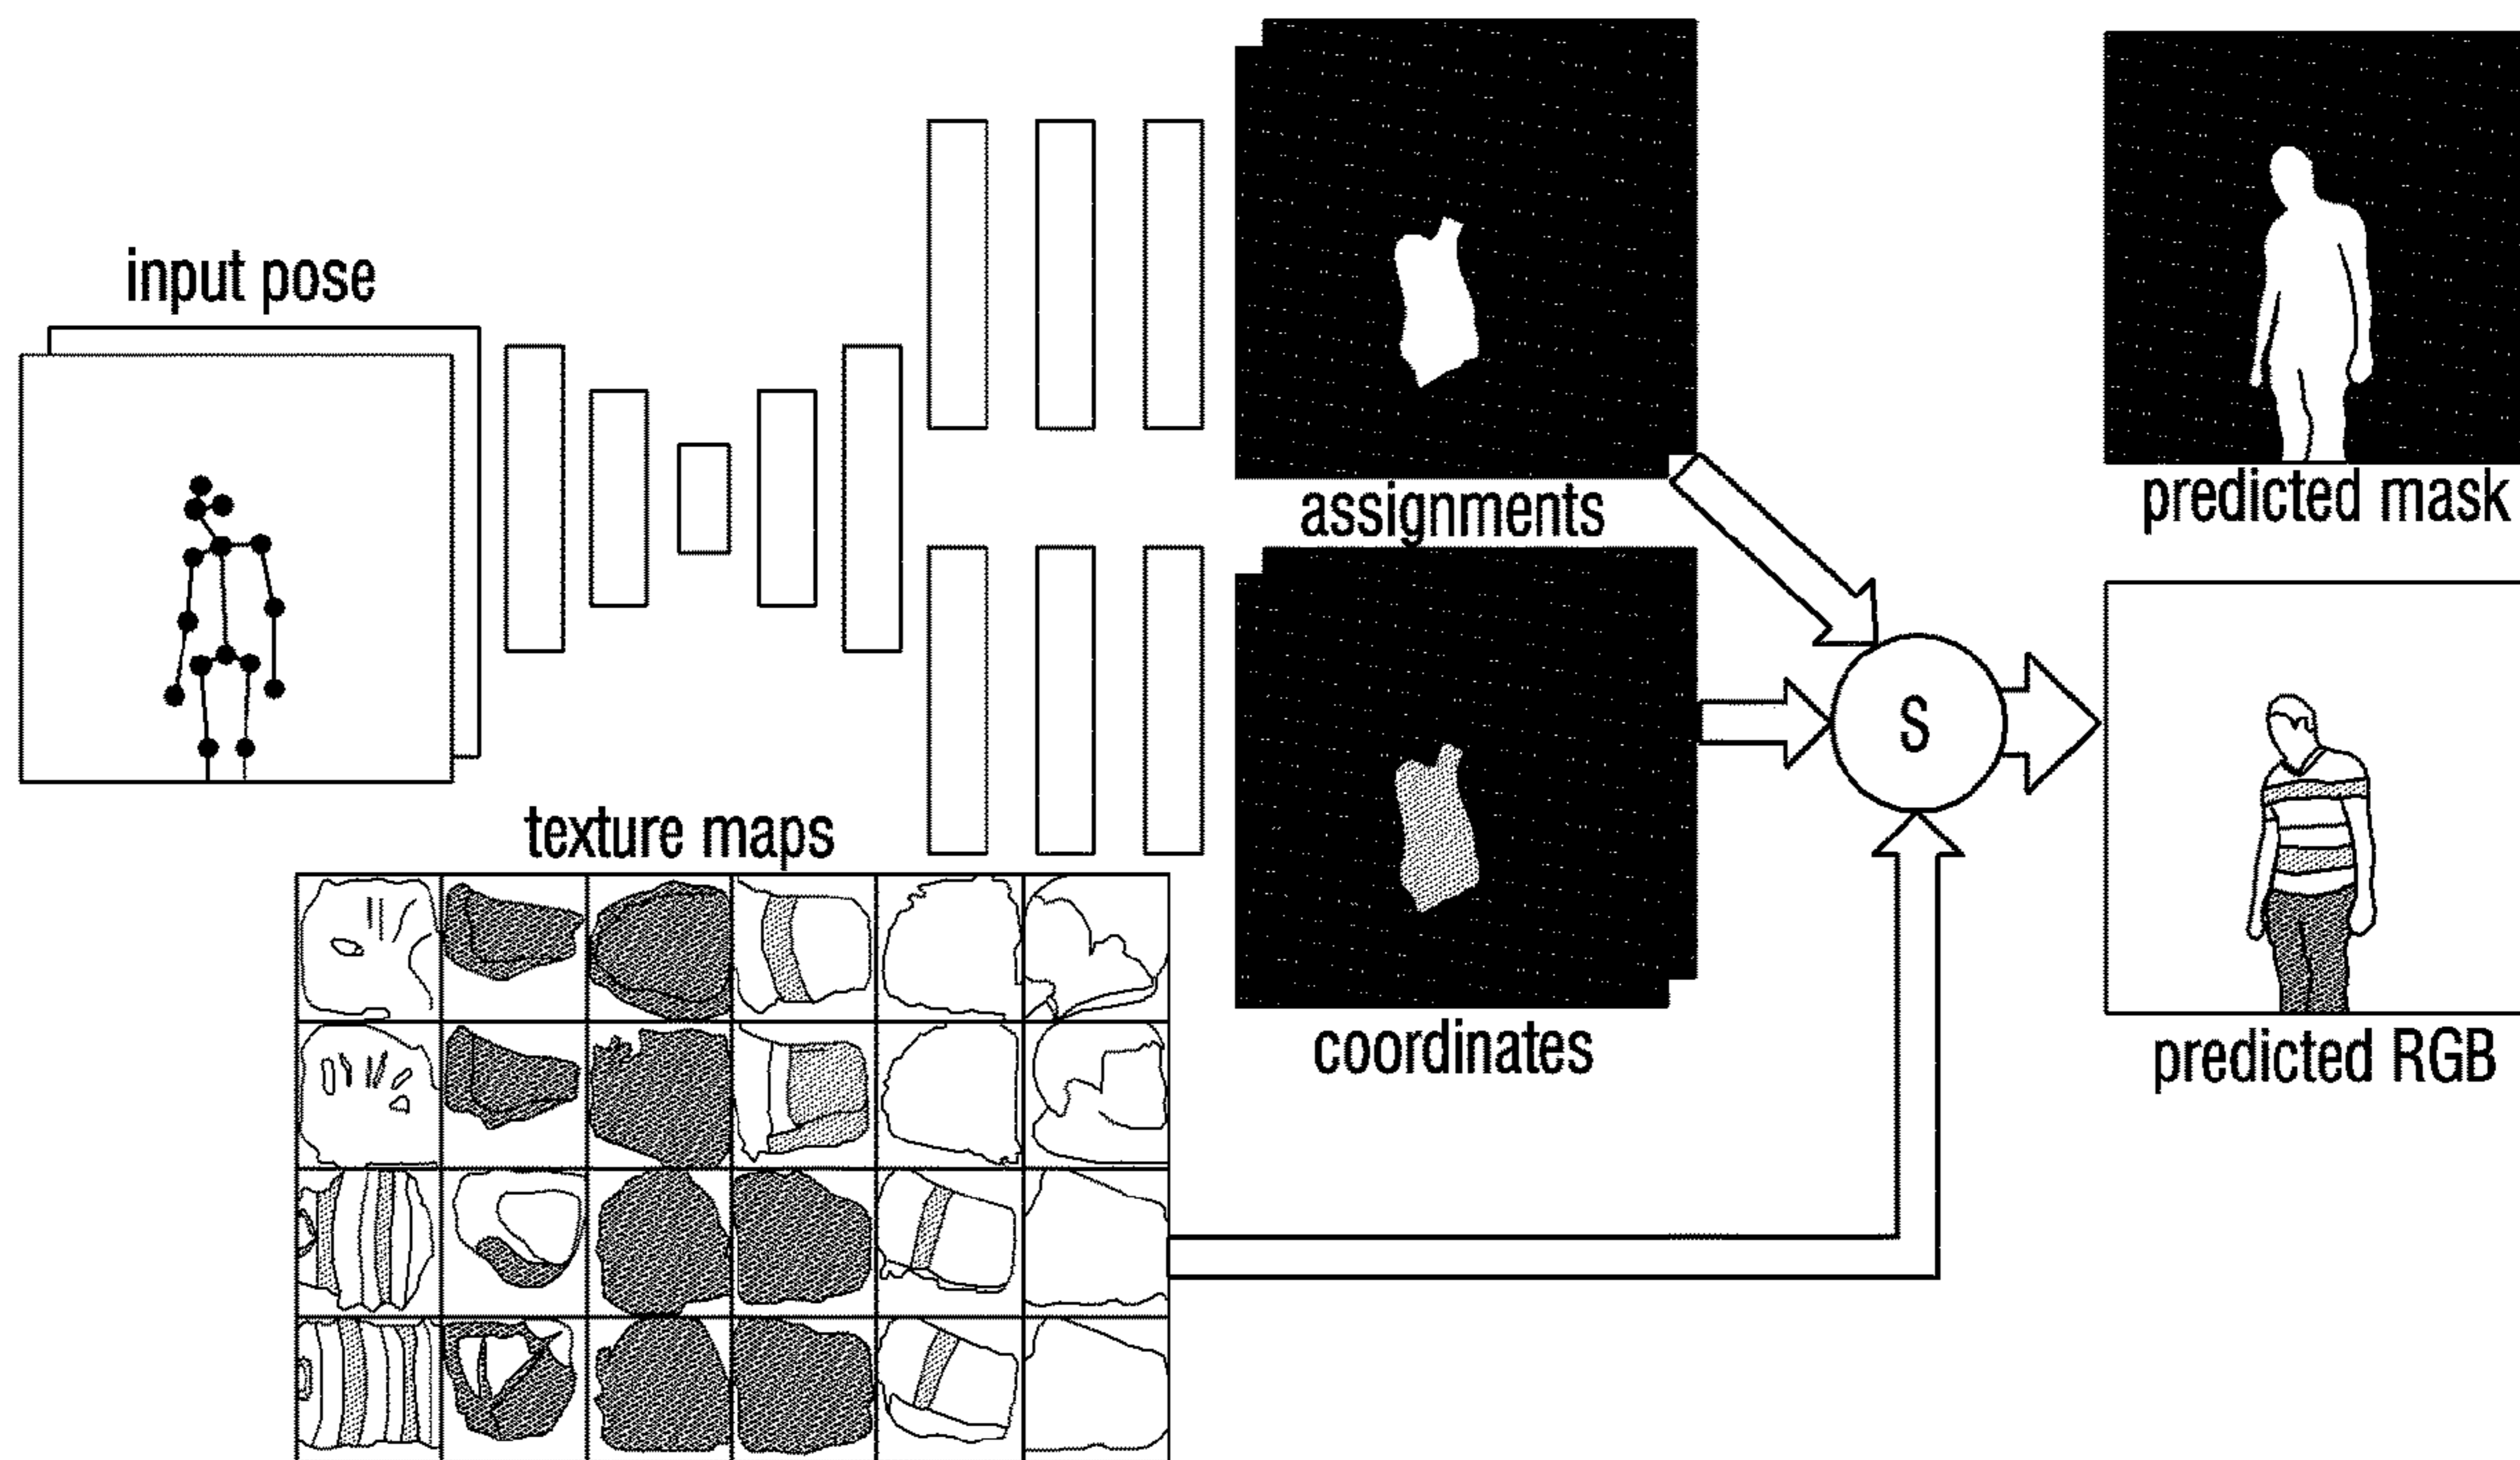 input pose
assignments
predicted mask
texture maps
S
coordinates
predicted RGB